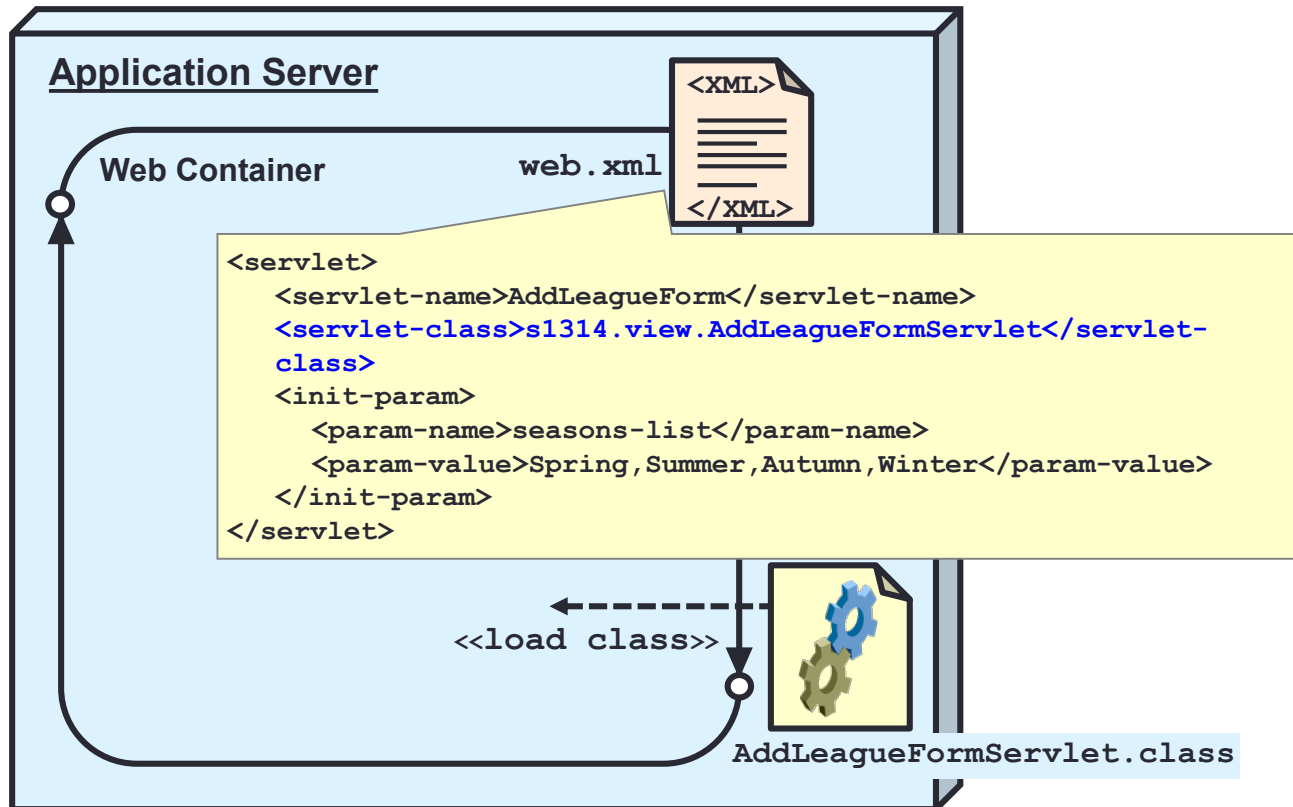 Application Server
<XML>
Web Container
web.xml
</XML>
<servlet>
<servlet-name>AddLeagueForm</servlet-name>
<servlet-class>s1314.view.AddLeagueFormServlet</servlet-
class>
<init-param>
<param-name>seasons-list</param-name>
<param-value>Spring,Summer,Autumn,Winter</param-value>
</init-param>
</servlet>
<<load class>>
AddLeagueFormServlet.class